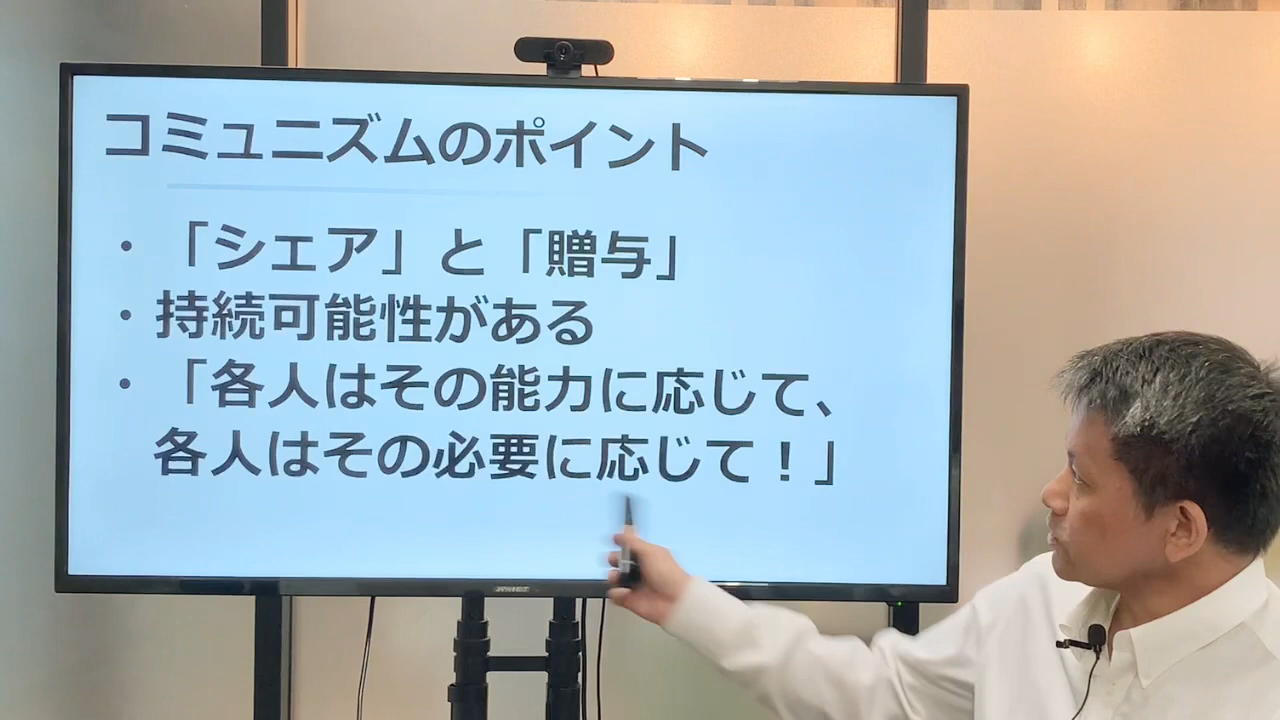 コミュニズムのポイント
・「シェア」と「贈与」
・持続可能性がある
・「各人はその能力に応じて、
各人はその必要に応じて！」
JAPANNEXT